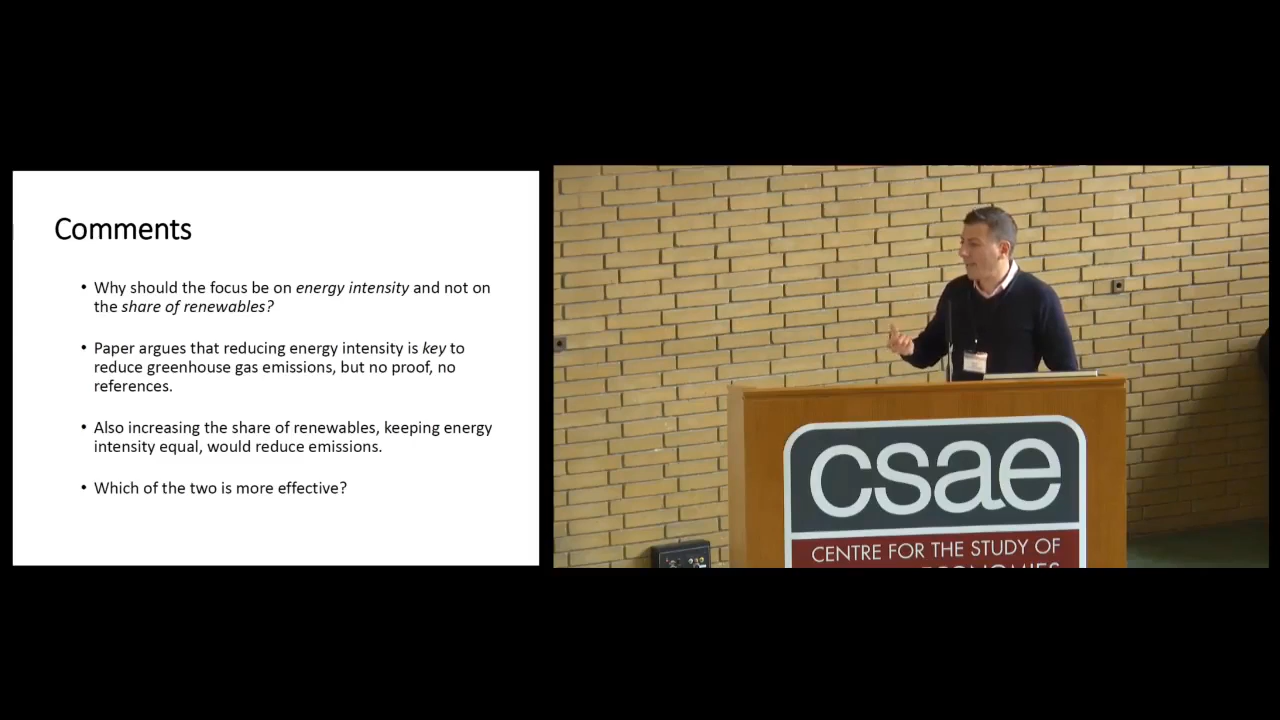 Comments
• Why should the focus be on energy intensity and not on
the share of renewables?
• Paper argues that reducing energy intensity is key to
reduce greenhouse gas emissions, but no proof, no
references.
• Also increasing the share of renewables, keeping energy
intensity equal, would reduce emissions.
• Which of the two is more effective?
csae
CENTRE FOR THE STUDY OF
ECONOMIES